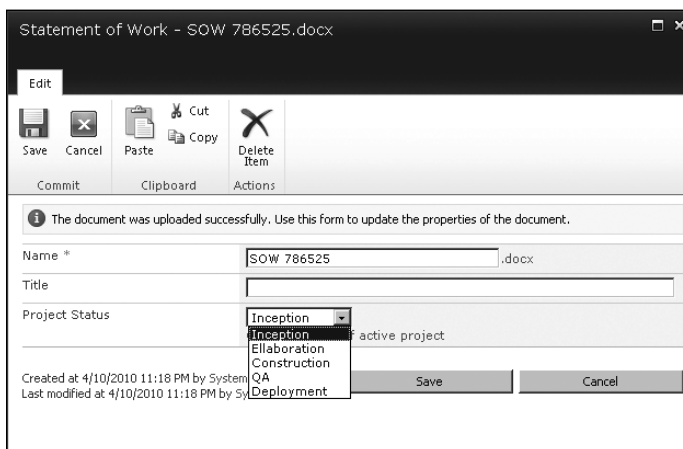 Statement of Work - SOW 786525.docx
Edit
Save
Cancel
Paste
Cut
Copy
Delete
Item
Commit
Clipboard
Actions
The document was uploaded successfully. Use this form to update the properties of the document.
Name *
SOW 786525
.docx
Title
Project Status
Inception
Inception
active project
Ellaboration
Construction
QA
Deployment
Created at 4/10/2010 11:18 PM by System
Last modified at 4/10/2010 11:18 PM by Sy
Save
Cancel